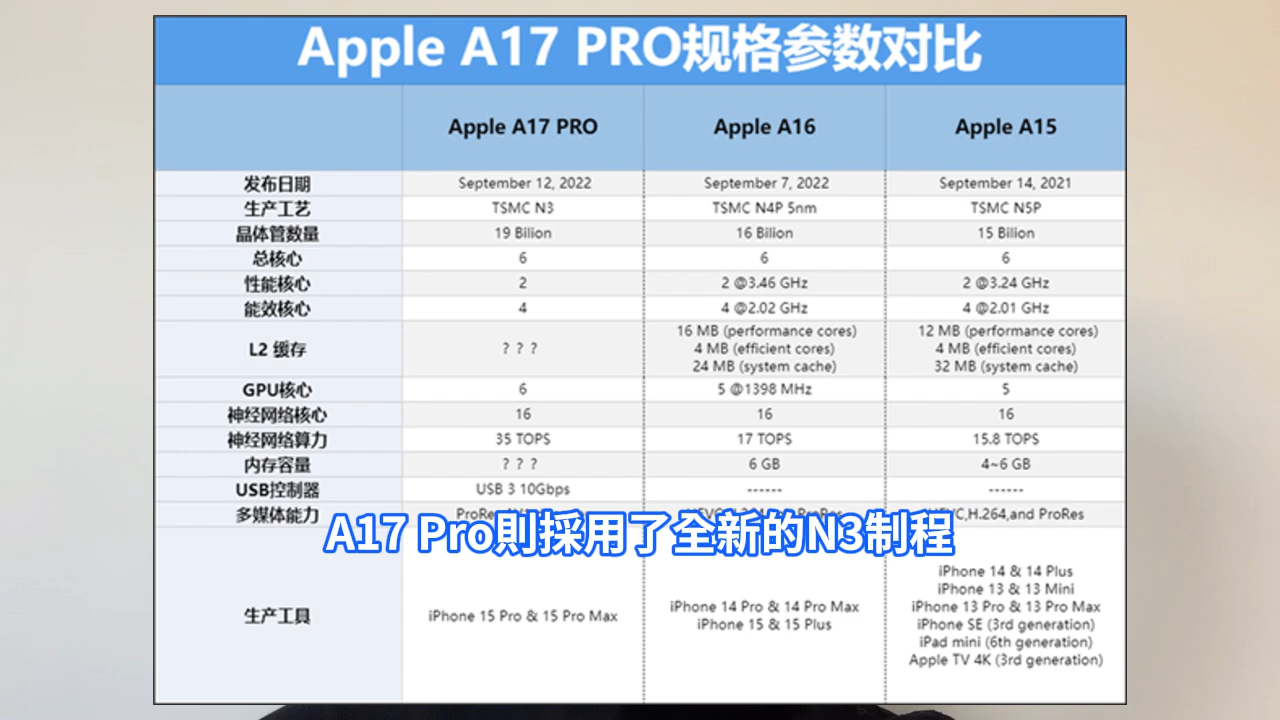 Apple A17 PRO规格参数对比
Apple A17 PRO Apple A16 Apple A15
发布日期 September 12, 2022 September 7, 2022 September 14, 2021
生产工艺 TSMC N3 TSMC N4P 5nm TSMC N5P
晶体管数量 19 Bilion 16 Bilion 15 Bilion
总核心 6 6 6
性能核心 2 2 @3.46 GHz 2 @3.24 GHz
能效核心 4 4 @2.02 GHz 4 @2.01 GHz
L2 缓存 ? ? ? 16 MB (performance cores) 12 MB (performance cores)
4 MB (efficient cores) 4 MB (efficient cores)
24 MB (system cache) 32 MB (system cache)
GPU核心 6 5 @1398 MHz 5
神经网络核心 16 16 16
神经网络算力 35 TOPS 17 TOPS 15.8 TOPS
内存容量 ? ? ? 6 GB 4~6 GB
USB控制器 USB 3 10Gbps ------ ------
多媒体能力 H.264,and ProRes
A17 Pro則採用了全新的N3制程
生产工具 iPhone 15 Pro & 15 Pro Max iPhone 14 Pro & 14 Pro Max iPhone 14 & 14 Plus
iPhone 15 & 15 Plus iPhone 13 & 13 Mini
iPhone 13 Pro & 13 Pro Max
iPhone SE (3rd generation)
iPad mini (6th generation)
Apple TV 4K (3rd generation)